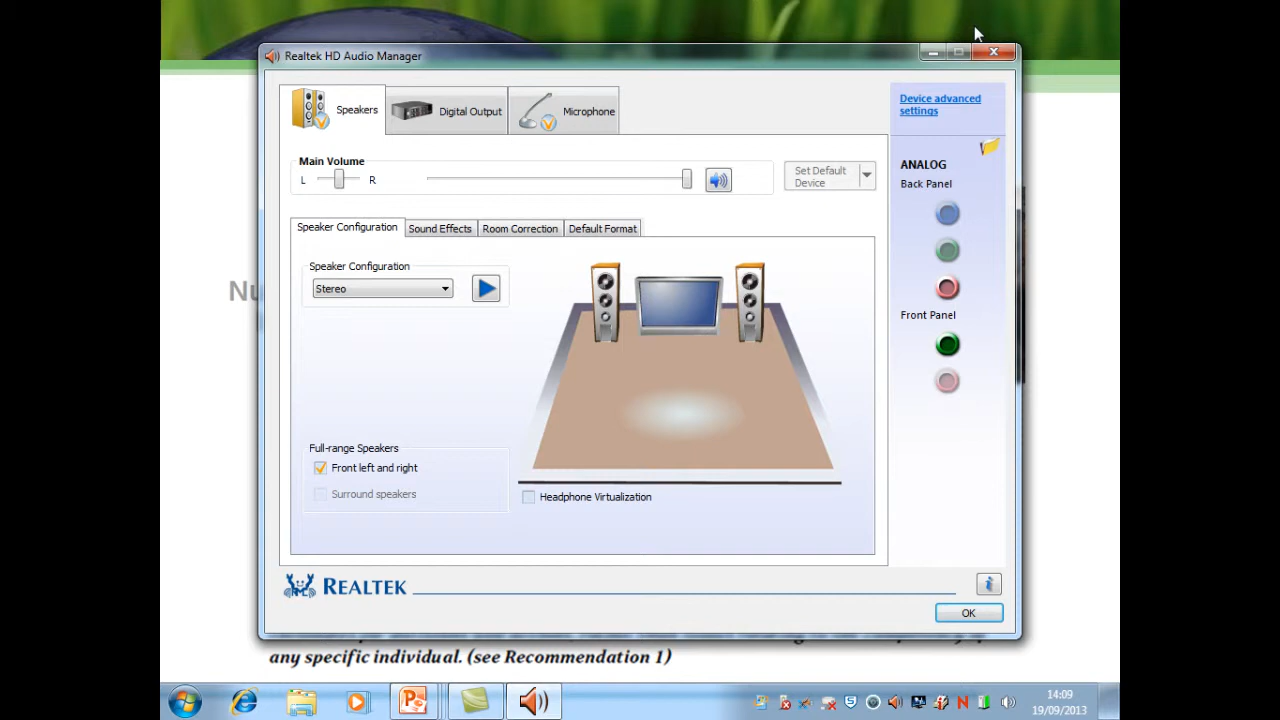 Realtek HD Audio Manager
Speakers
Digital Output
Microphone
Device advanced
settings
Main Volume
L
R
Set Default
Device
ANALOG
Back Panel
Speaker Configuration
Sound Effects
Room Correction
Default Format
Speaker Configuration
Stereo
Nu
Front Panel
Full-range Speakers
Front left and right
Surround speakers
Headphone Virtualization
REALTEK
OK
any specific individual. (see Recommendation 1)
14:09
19/09/2013